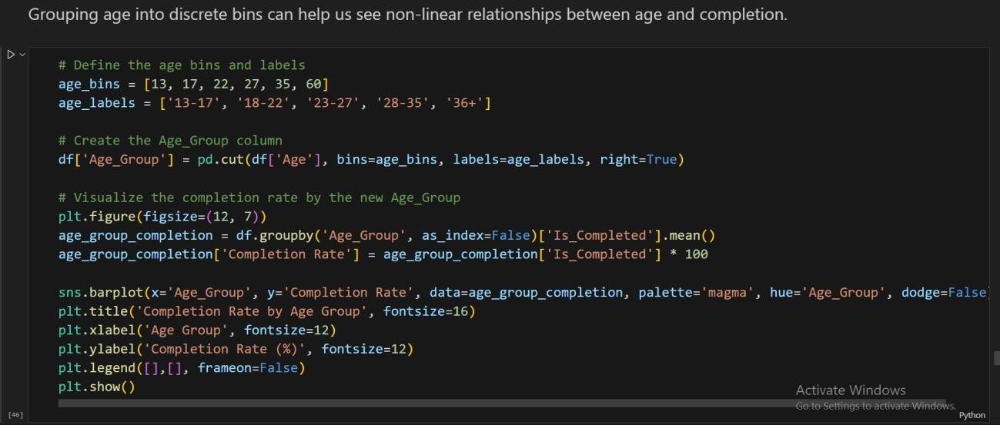 Grouping age into discrete bins can help us see non-linear relationships between age and completion.
# Define the age bins and labels
age_bins = [13, 17, 22, 27, 35, 60]
age_labels = ['13-17', '18-22', '23-27', '28-35', '36+']
# Create the Age_Group column
df['Age_Group'] = pd.cut(df['Age'], bins=age_bins, labels=age_labels, right=True)
# Visualize the completion rate by the new Age_Group
plt.figure(figsize=(12, 7))
age_group_completion = df.groupby('Age_Group', as_index=False)['Is_Completed'].mean()
age_group_completion['Completion Rate'] = age_group_completion['Is_Completed'] * 100
sns.barplot(x='Age_Group', y='Completion Rate', data=age_group_completion, palette='magma', hue='Age_Group', dodge=False)
plt.title('Completion Rate by Age Group', fontsize=16)
plt.xlabel('Age Group', fontsize=12)
plt.ylabel('Completion Rate (%)', fontsize=12)
plt.legend([],[], frameon=False)
plt.show()
Activate Windows
Go to Settings to activate Windows.
[46]
Python